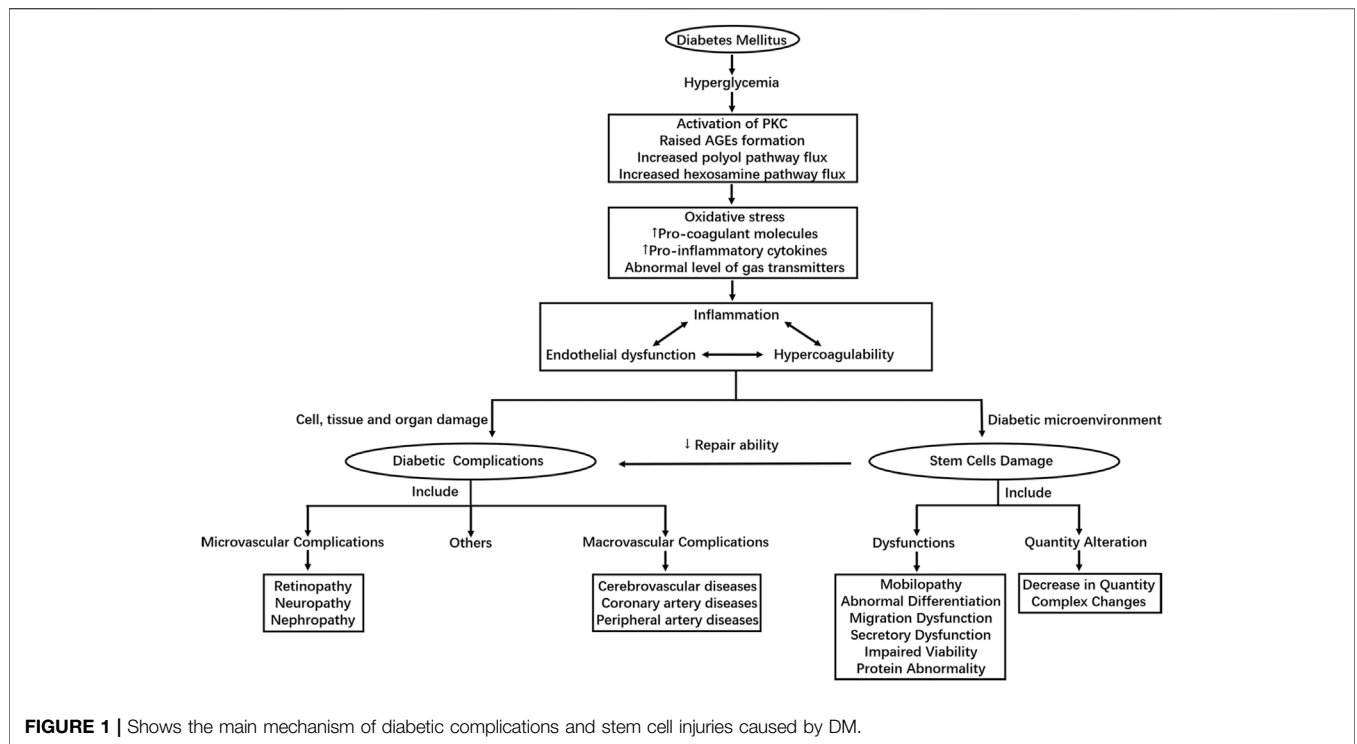 Diabetes Mellitus
Hyperglycemia
Activation of PKC
Raised AGEs formation
Increased polyol pathway flux
Increased hexosamine pathway flux
Oxidative stress
↑Pro-coagulant molecules
↑Pro-inflammatory cytokines
Abnormal level of gas transmitters
Inflammation
Endothelial dysfunction
Hypercoagulability
Cell, tissue and organ damage
Diabetic microenvironment
Diabetic Complications
↓ Repair ability
Stem Cells Damage
Include
Include
Microvascular Complications
Others
Macrovascular Complications
Dysfunctions
Quantity Alteration
Retinopathy
Neuropathy
Nephropathy
Cerebrovascular diseases
Coronary artery diseases
Peripheral artery diseases
Mobilopathy
Abnormal Differentiation
Migration Dysfunction
Secretory Dysfunction
Impaired Viability
Protein Abnormality
Decrease in Quantity
Complex Changes
FIGURE 1 | Shows the main mechanism of diabetic complications and stem cell injuries caused by DM.